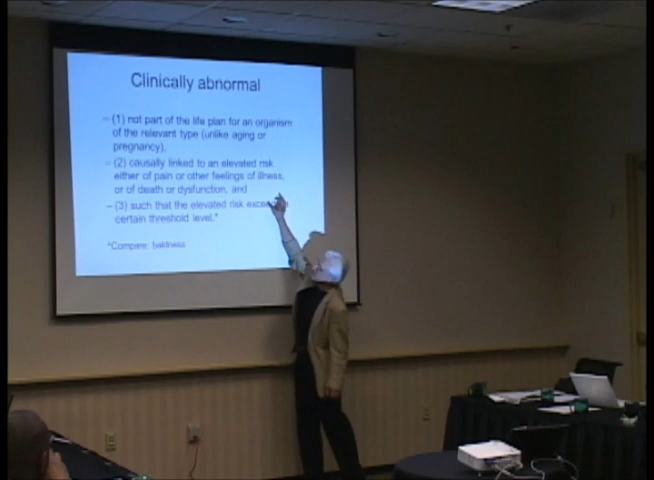 Clinically abnormal
– (1) not part of the life plan for an organism
of the relevant type (unlike aging or
pregnancy),
– (2) causally linked to an elevated risk
either of pain or other feelings of illness,
or of death or dysfunction, and
– (3) such that the elevated risk
certain threshold level.*
*Compare: baldness